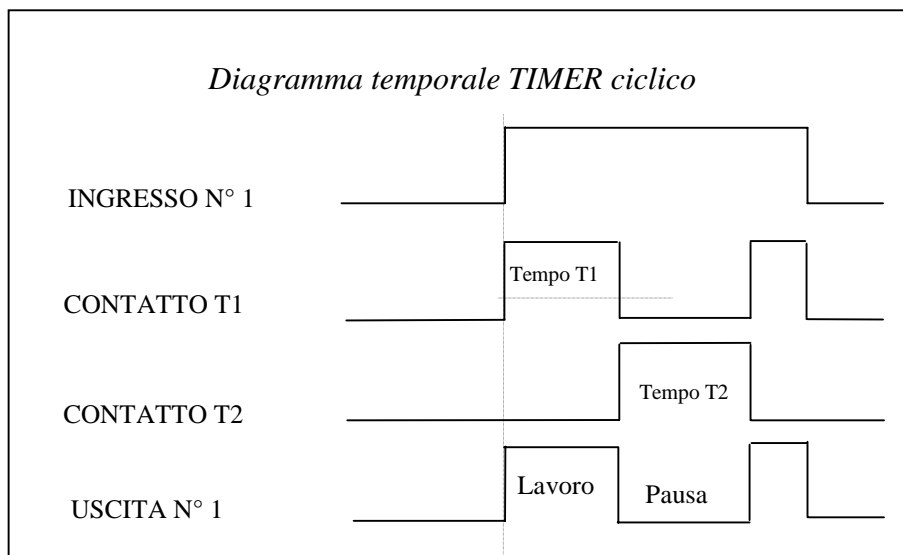 Diagramma temporale TIMER ciclico
INGRESSO N° 1
Tempo T1
CONTATTO T1
Tempo T2
CONTATTO T2
Lavoro
Pausa
USCITA N° 1